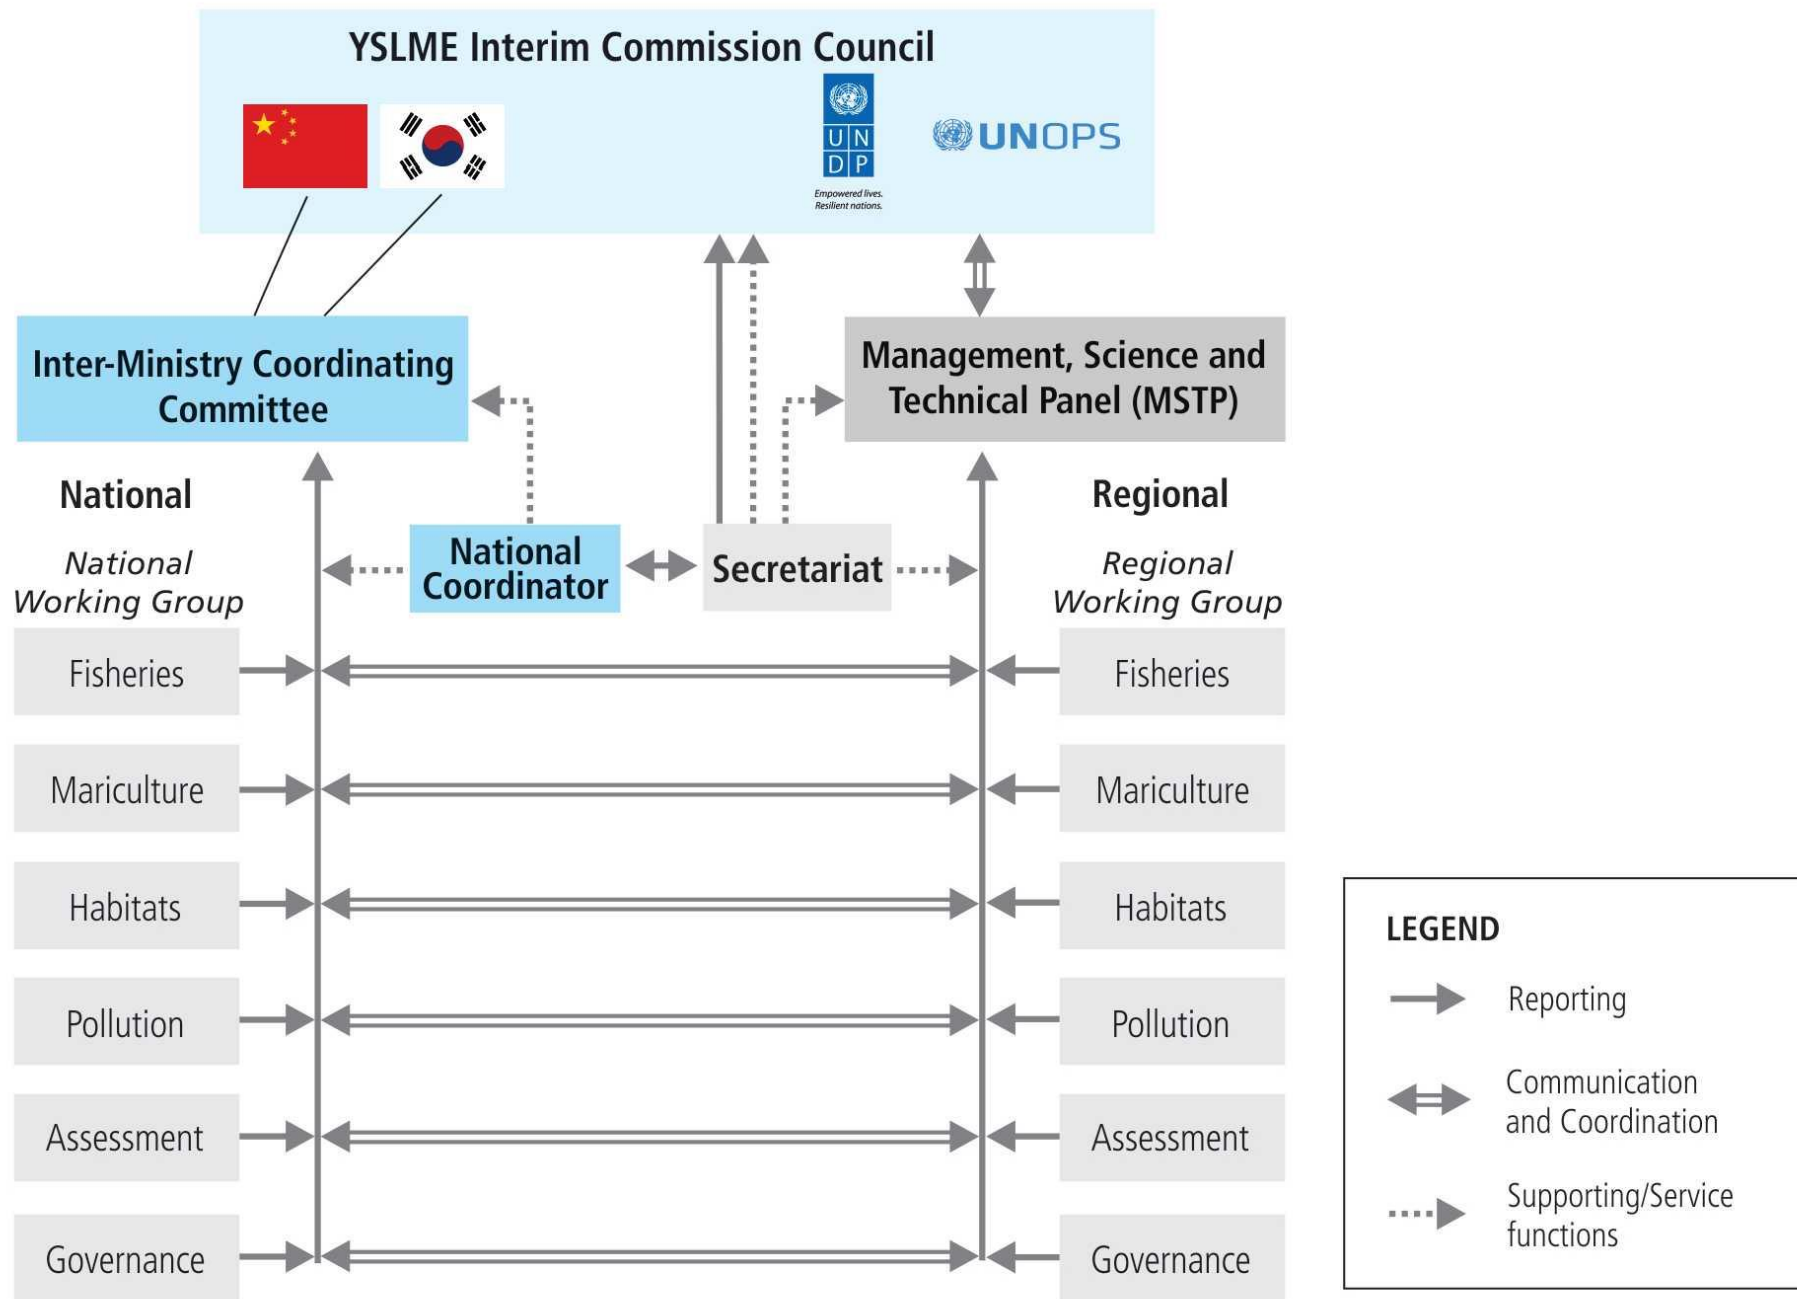 YSLME Interim Commission Council
UN
DP
Empowered lives.
Resilient nations.
UNOPS
Inter-Ministry Coordinating
Committee
Management, Science and
Technical Panel (MSTP)
National
National
Working Group
National
Coordinator
Secretariat
Regional
Regional
Working Group
Fisheries
Fisheries
Mariculture
Mariculture
Habitats
Habitats
Pollution
Pollution
Assessment
Assessment
Governance
Governance
LEGEND
Reporting
Communication
and Coordination
Supporting/Service
functions